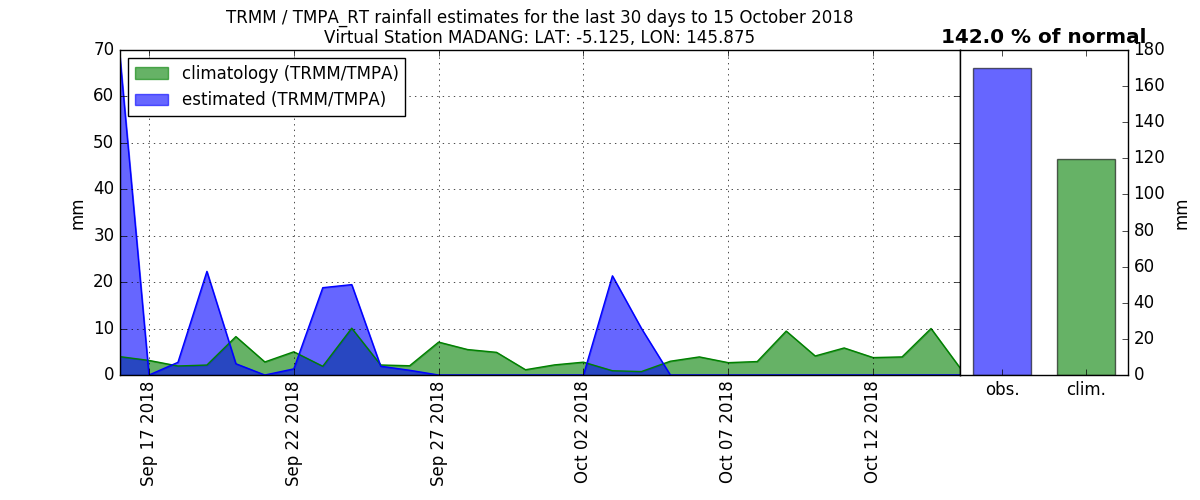 TRMM / TMPA_RT rainfall estimates for the last 30 days to 15 October 2018
Virtual Station MADANG: LAT: -5.125, LON: 145.875
142.0 % of normal
climatology (TRMM/TMPA)
estimated (TRMM/TMPA)
70
60
50
40
30
20
10
0
mm
Sep 17 2018
Sep 22 2018
Sep 27 2018
Oct 02 2018
Oct 07 2018
Oct 12 2018
obs.
clim.
180
160
140
120
100
80
60
40
20
0
mm